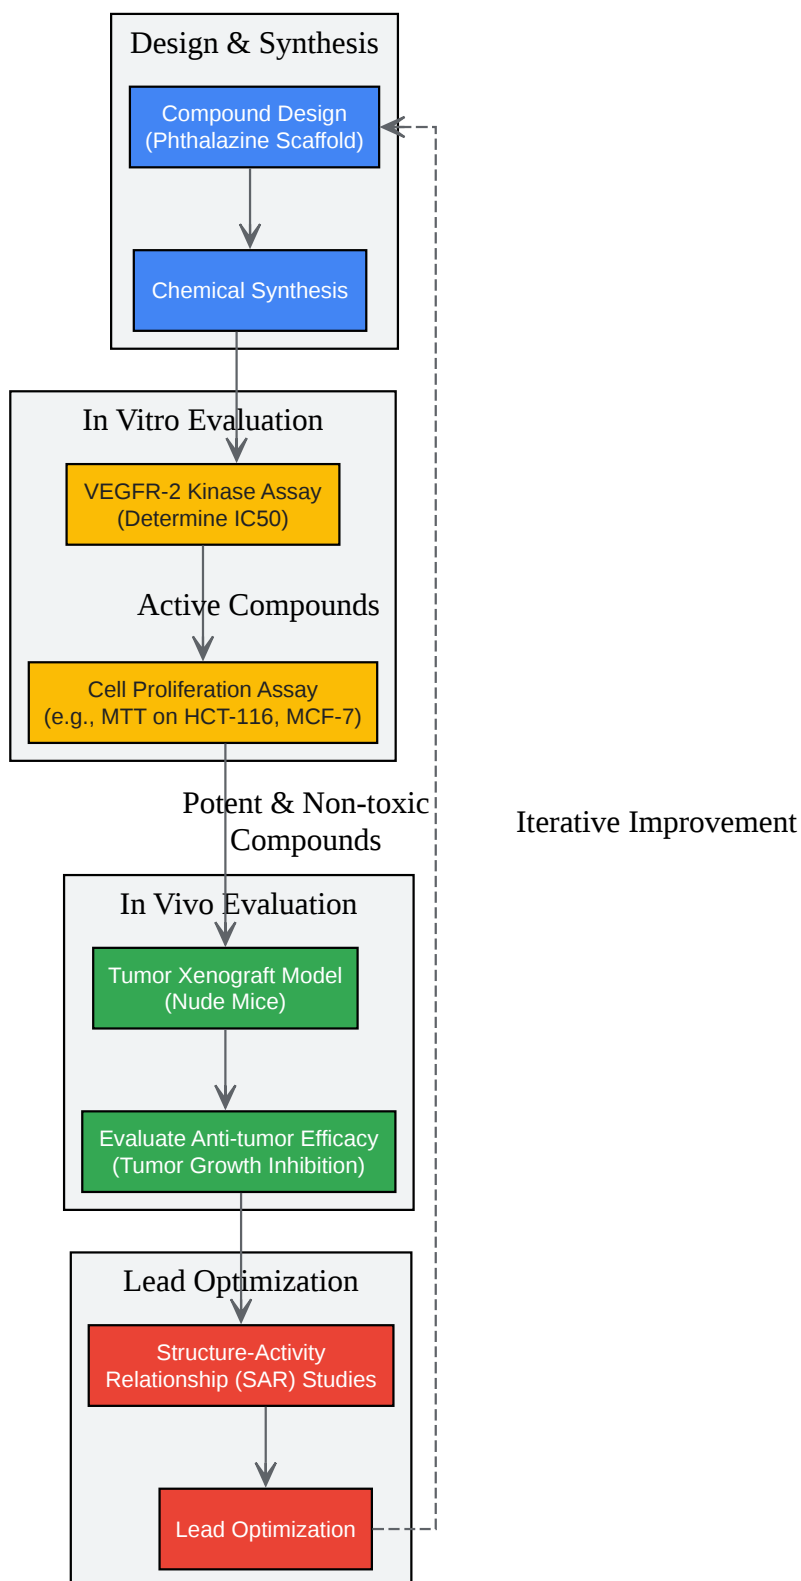 Design & Synthesis
Compound Design
(Phthalazine Scaffold)
Chemical Synthesis
In Vitro Evaluation
VEGFR-2 Kinase Assay
(Determine IC50)
Active Compounds
Cell Proliferation Assay
(e.g., MTT on HCT-116, MCF-7)
Potent & Non-toxic
Compounds
Iterative Improvement
In Vivo Evaluation
Tumor Xenograft Model
(Nude Mice)
Evaluate Anti-tumor Efficacy
(Tumor Growth Inhibition)
Lead Optimization
Structure-Activity
Relationship (SAR) Studies
Lead Optimization